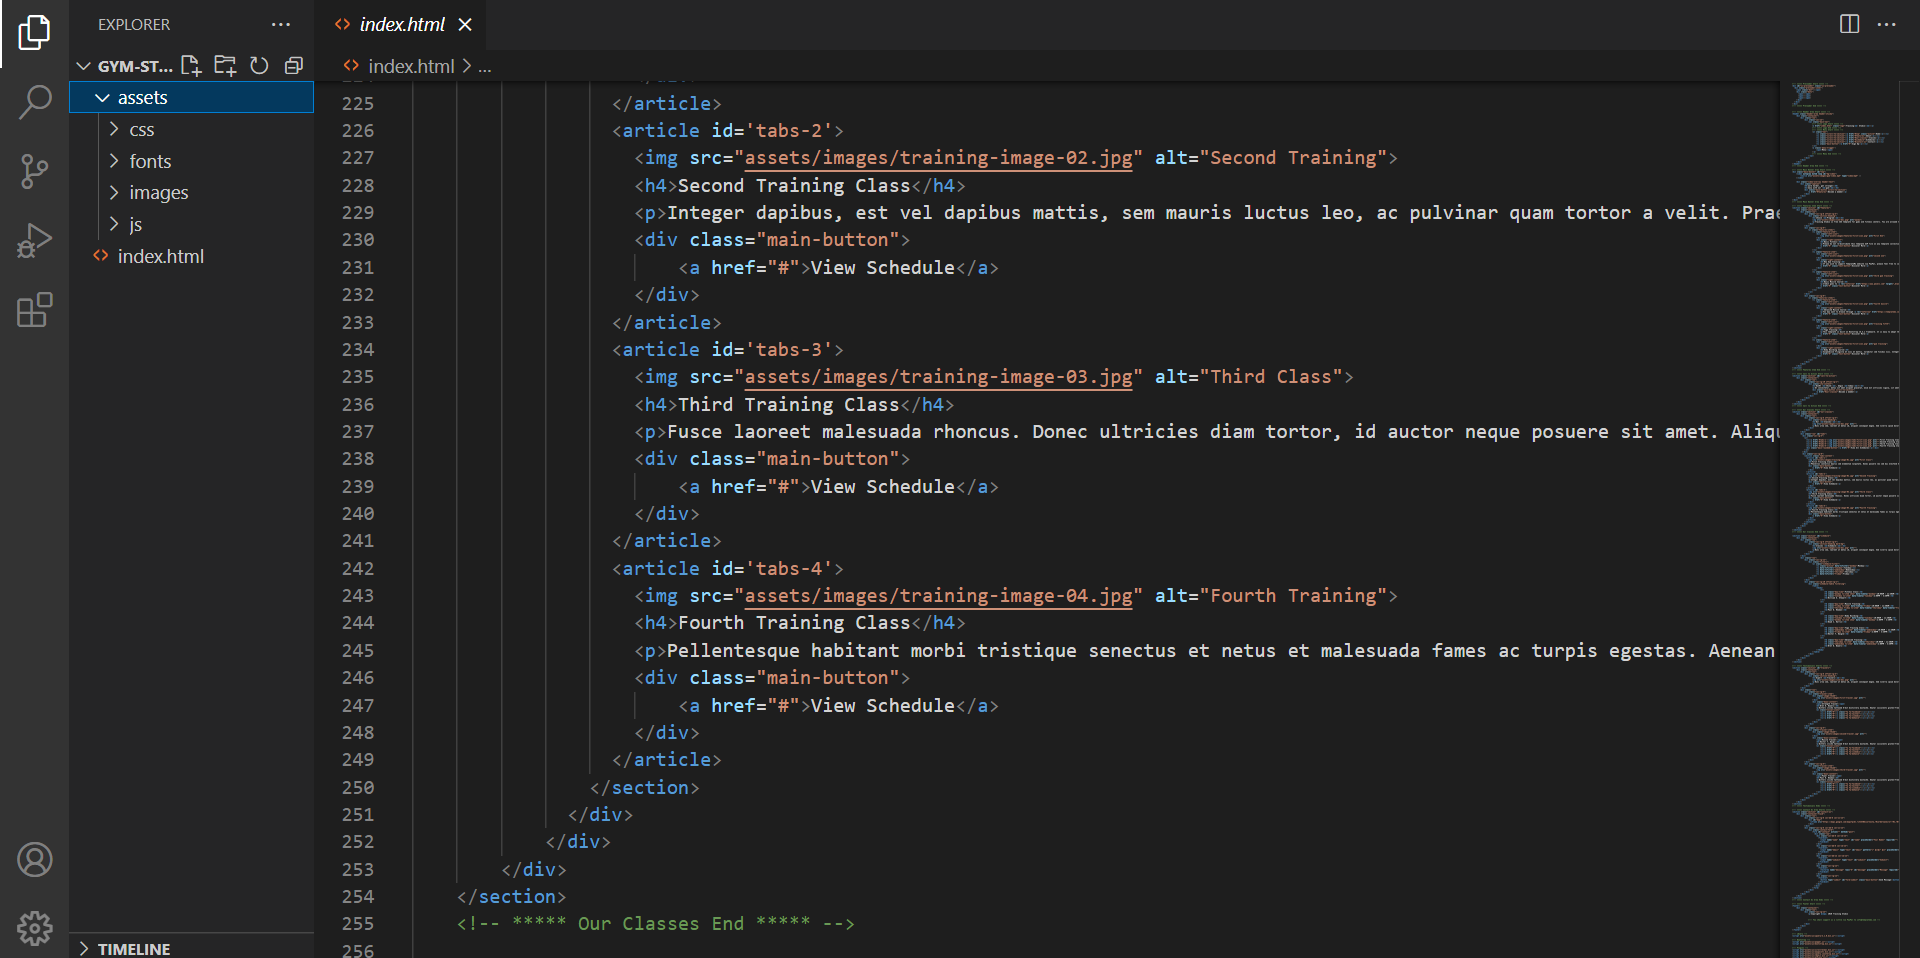 EXPLORER
GYM-ST...
assets
css
fonts
images
js
index.html
TIMELINE
index.html
index.html > ...
225 </article>
226 <article id='tabs-2'>
227 <img src="assets/images/training-image-02.jpg" alt="Second Training">
228 <h4>Second Training Class</h4>
229 <p>Integer dapibus, est vel dapibus mattis, sem mauris luctus leo, ac pulvinar quam tortor a velit. Prae
230 <div class="main-button">
231 <a href="#">View Schedule</a>
232 </div>
233 </article>
234 <article id='tabs-3'>
235 <img src="assets/images/training-image-03.jpg" alt="Third Class">
236 <h4>Third Training Class</h4>
237 <p>Fusce laoreet malesuada rhoncus. Donec ultricies diam tortor, id auctor neque posuere sit amet. Aliqu
238 <div class="main-button">
239 <a href="#">View Schedule</a>
240 </div>
241 </article>
242 <article id='tabs-4'>
243 <img src="assets/images/training-image-04.jpg" alt="Fourth Training">
244 <h4>Fourth Training Class</h4>
245 <p>Pellentesque habitant morbi tristique senectus et netus et malesuada fames ac turpis egestas. Aenean
246 <div class="main-button">
247 <a href="#">View Schedule</a>
248 </div>
249 </article>
250 </section>
251 </div>
252 </div>
253 </div>
254 </section>
255 <!-- ***** Our Classes End ***** -->
256